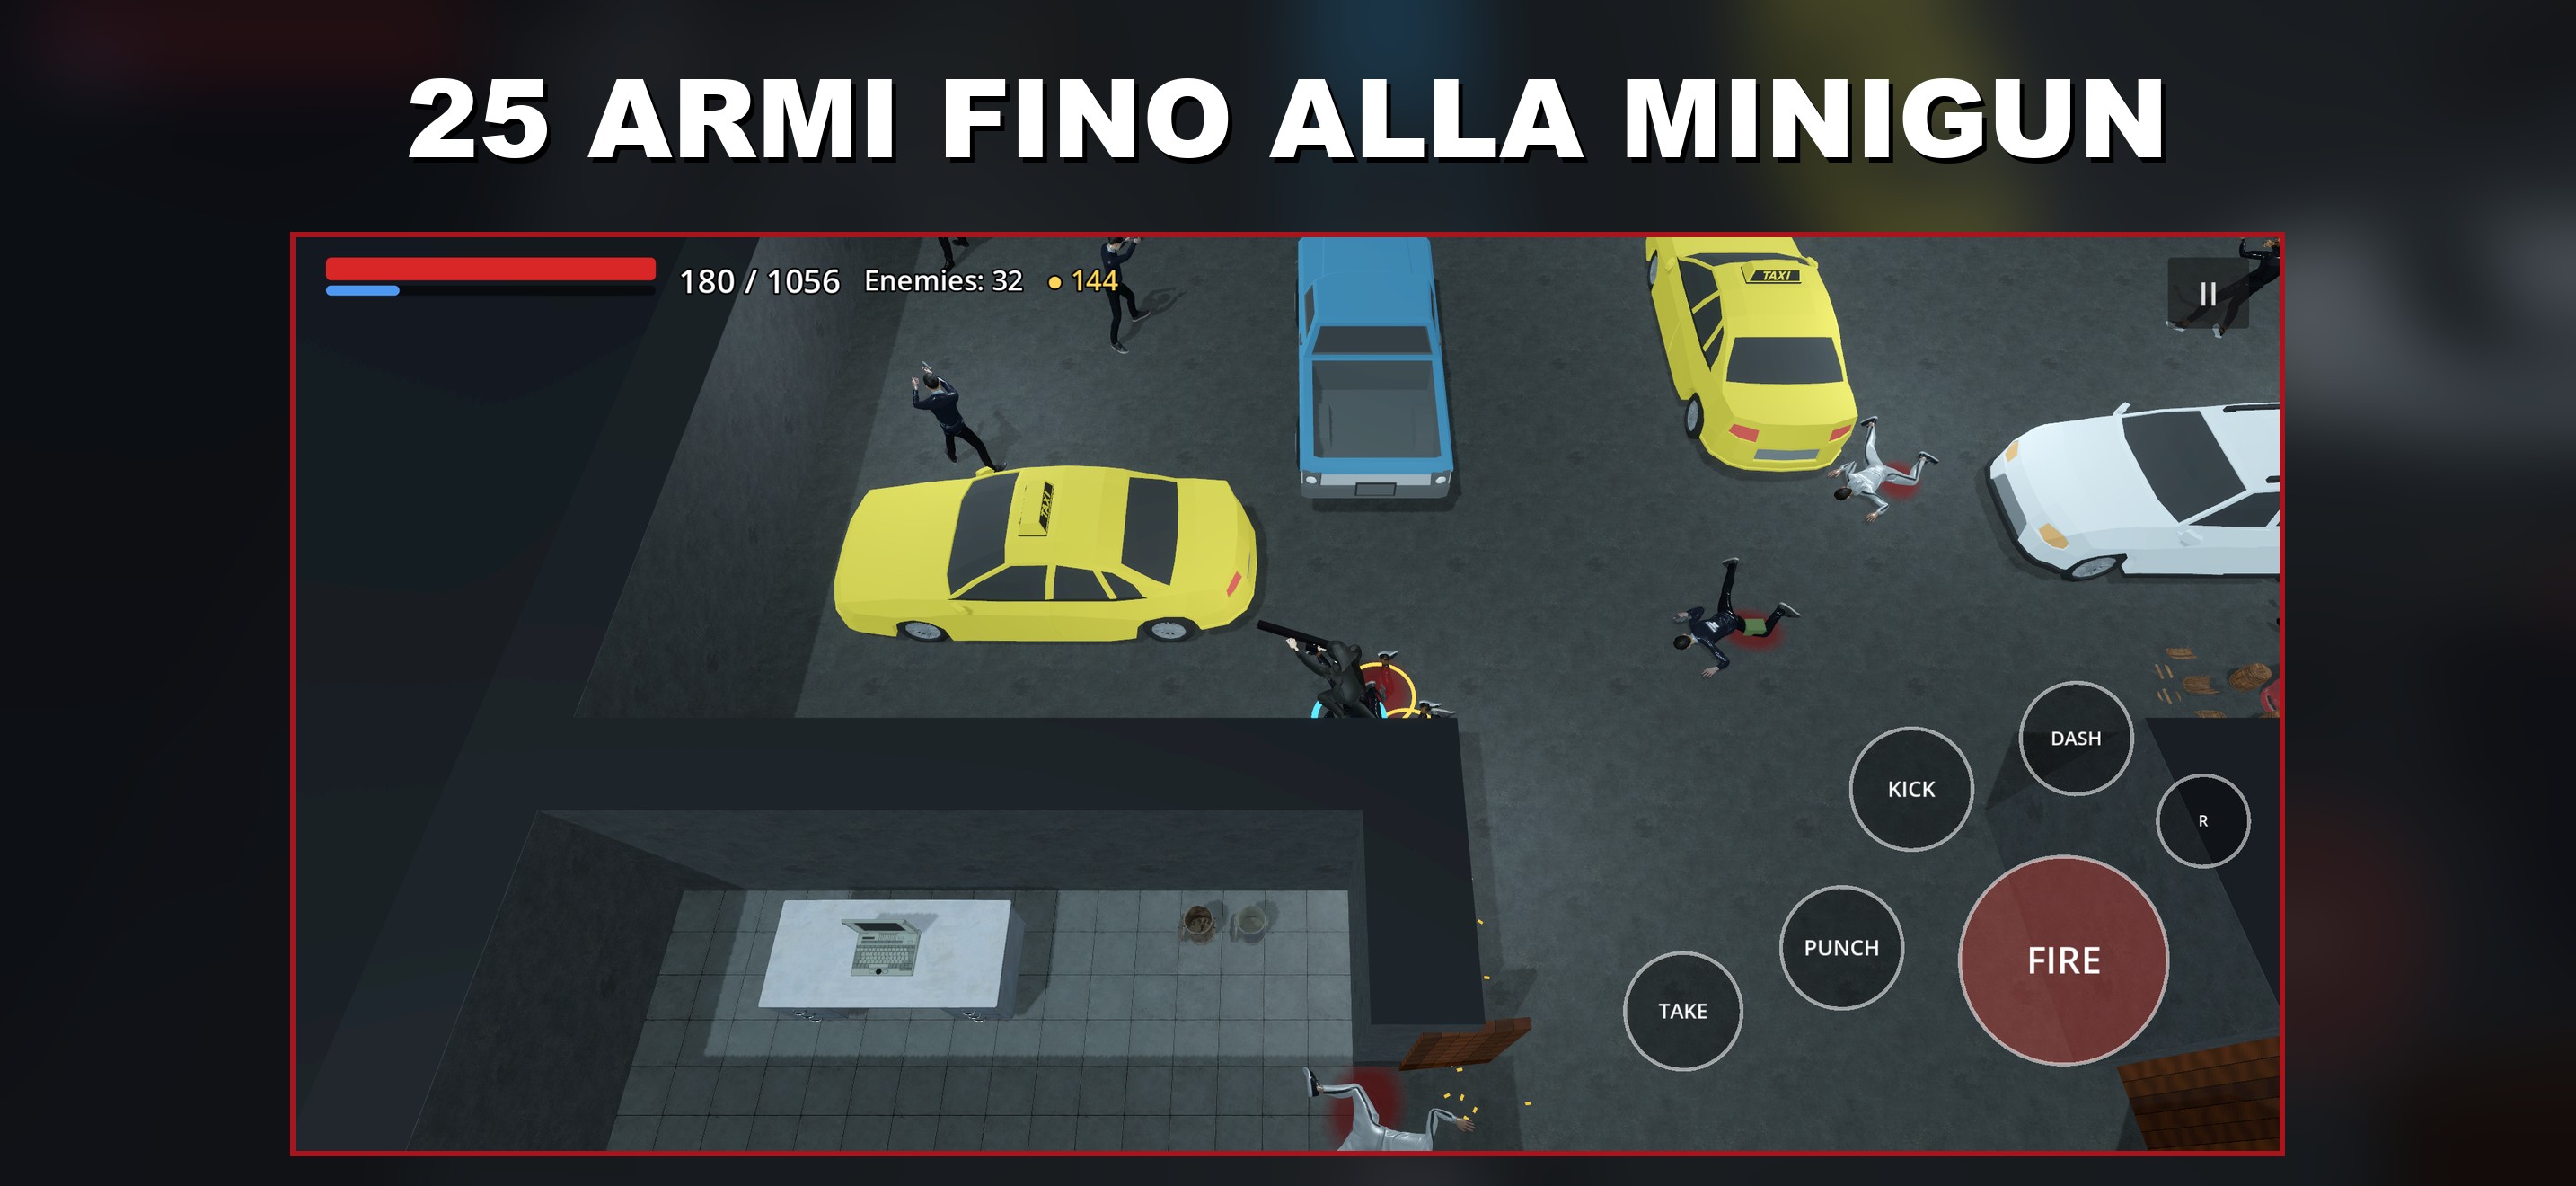 25 ARMI FINO ALLA MINIGUN
180 / 1056 Enemies: 32 144
TAXI
TAXI
DASH
KICK
R
PUNCH
FIRE
TAKE